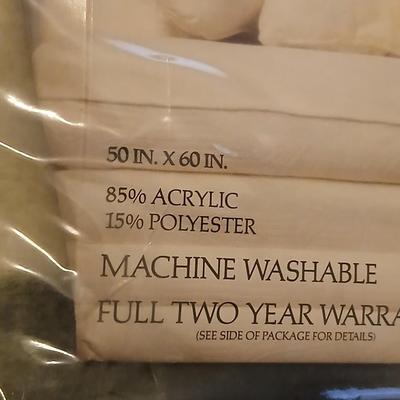 50 IN. X 60 IN.
85% ACRYLIC
15% POLYESTER
MACHINE WASHABLE
FULL TWO YEAR WARRA
(SEE SIDE OF PACKAGE FOR DETAILS)